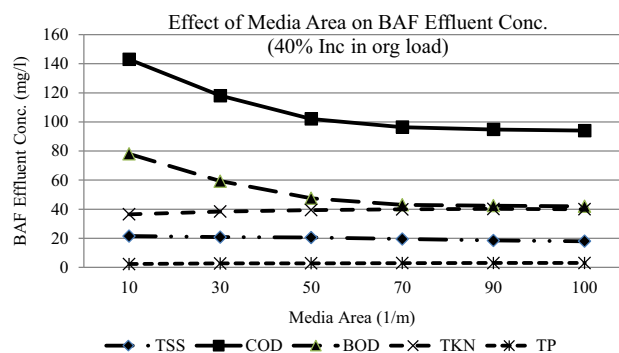 Effect of Media Area on BAF Effluent Conc.
(40% Inc in org load)
BAF Effluent Conc. (mg/l)
160
140
120
100
80
60
40
20
0
10 30 50 70 90 100
Media Area (1/m)
TSS COD BOD TKN TP